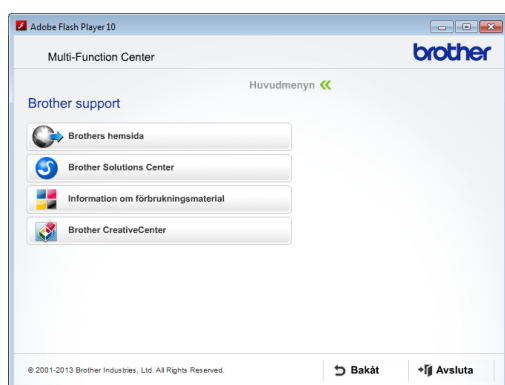 Adobe Flash Player 10
Multi-Function Center
brother
Huvudmenyn
Brother support
Brothers hemsida
Brother Solutions Center
Information om förbrukningsmaterial
Brother CreativeCenter
© 2001-2013 Brother Industries, Ltd. All Rights Reserved.
Bakåt
Avsluta